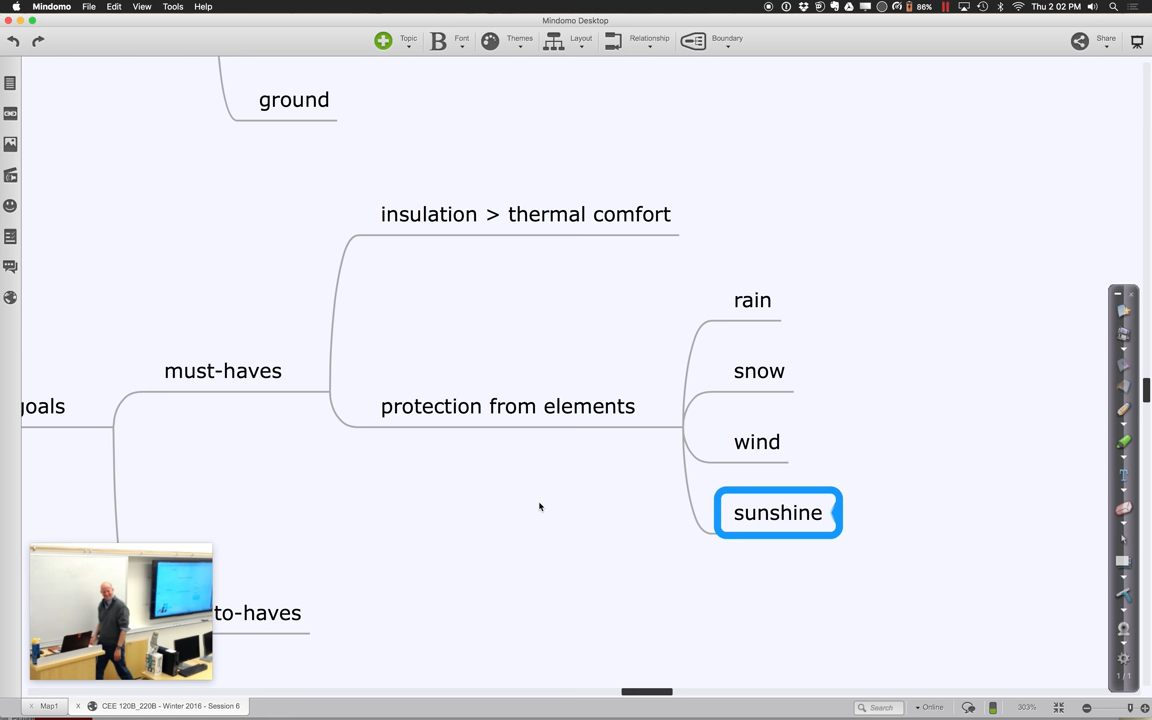 Mindomo File Edit View Tools Help 86% Thu 2 02 PM
Mindomo Desktop
Topic Font Themes Layout Relationship Boundary Share
ground
insulation > thermal comfort
rain
must-haves
snow
goals
protection from elements
wind
sunshine
to-haves
1 / 1
Map1 CEE 120B_220B - Winter 2016 - Session 6 Search Online 303%